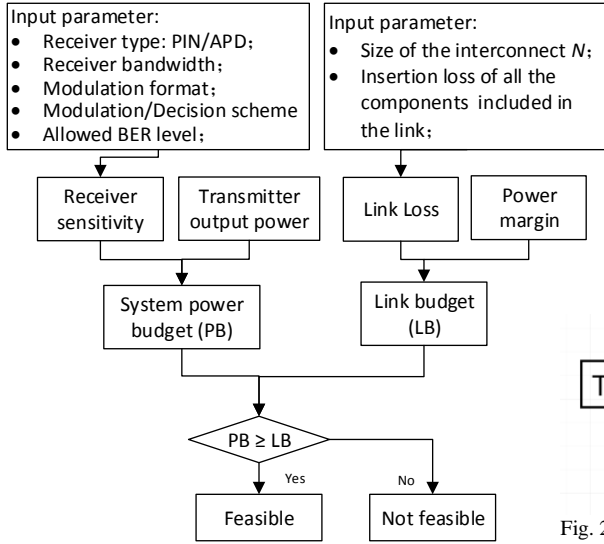 Input parameter:
• Receiver type: PIN/APD;
• Receiver bandwidth;
• Modulation format;
• Modulation/Decision scheme
• Allowed BER level;
Input parameter:
• Size of the interconnect N;
• Insertion loss of all the
components included in
the link;
Receiver
sensitivity
Transmitter
output power
Link Loss
Power
margin
System power
budget (PB)
Link budget
(LB)
T
PB ≥ LB
Yes
No
Feasible
Not feasible
Fig. 2